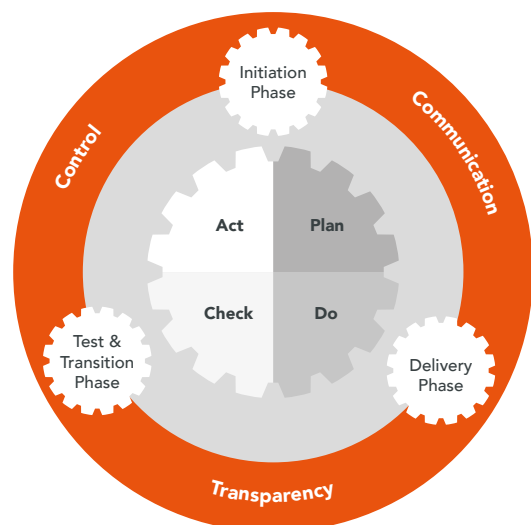 Initiation
Phase
Control
Communication
Act
Plan
Check
Do
Test &
Transition
Phase
Delivery
Phase
Transparency